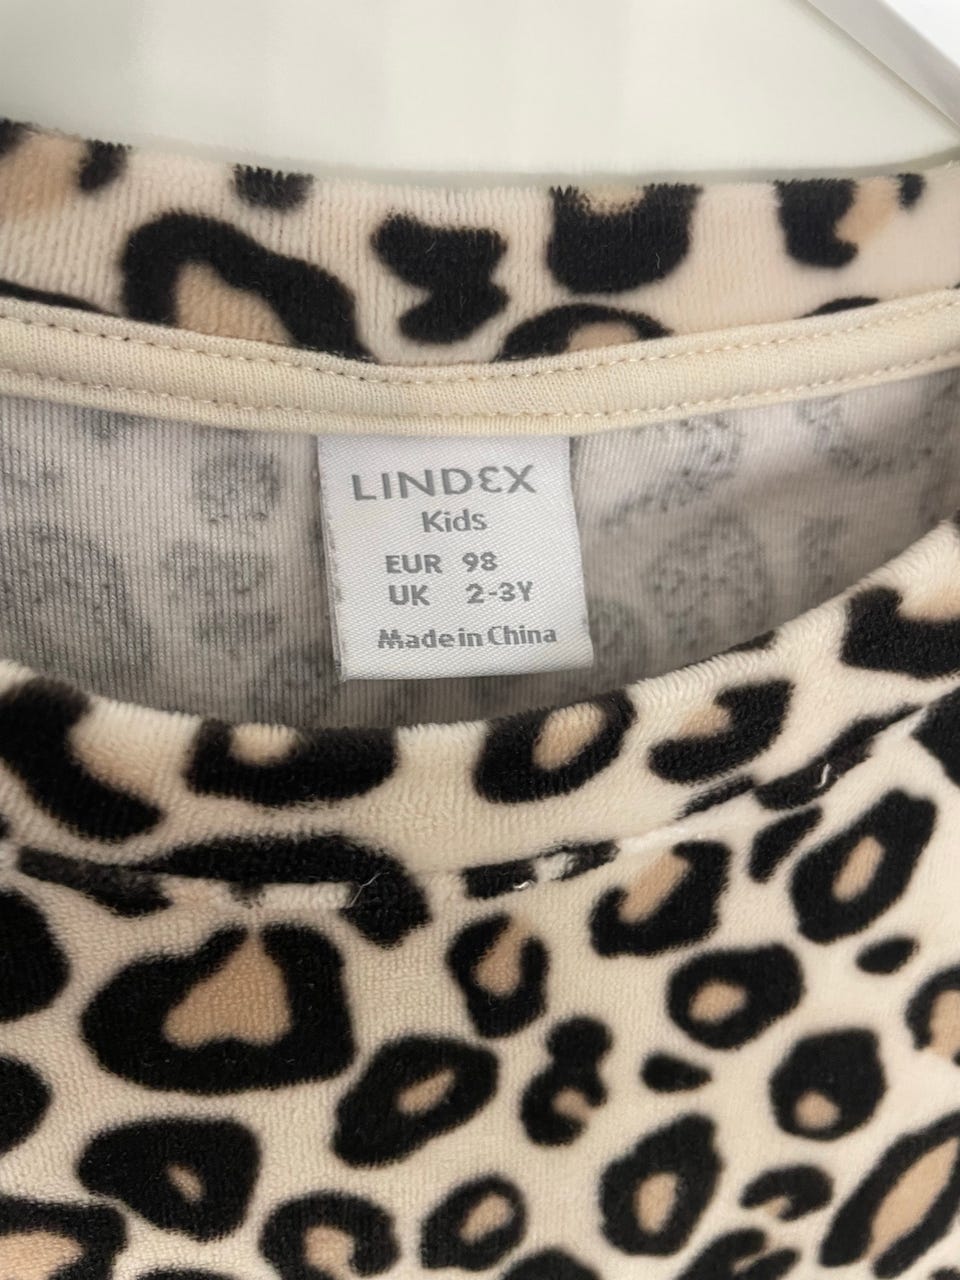 LINDEX
Kids
EUR 98
UK 2-3Y
Made in China